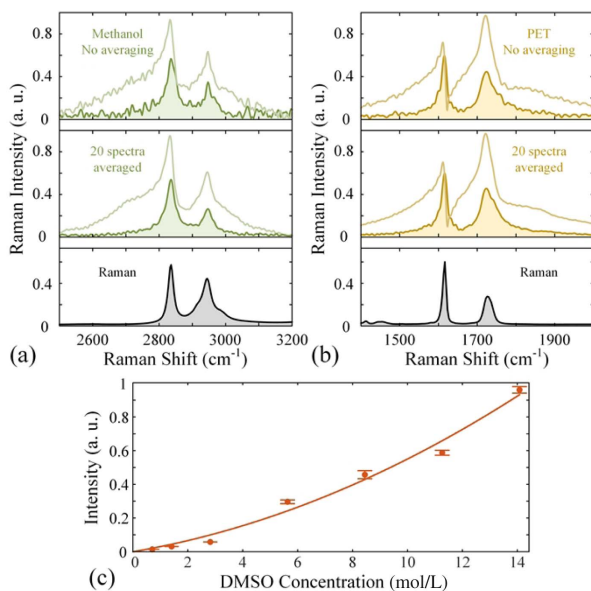 Methanol
No averaging
0.8
0.4
0
20 spectra
averaged
0.8
0.4
0
Raman
0.4
0
2600 2800 3000 3200
Raman Shift (cm-1)
Raman Intensity (a. u.)
(a)
PET
No averaging
0.8
0.4
0
20 spectra
averaged
0.8
0.4
0
Raman
0.4
0
1500 1700 1900
Raman Shift (cm-1)
Raman Intensity (a. u.)
(b)
1
0.8
0.6
0.4
0.2
0
0 2 4 6 8 10 12 14
Intensity (a. u.)
DMSO Concentration (mol/L)
(c)